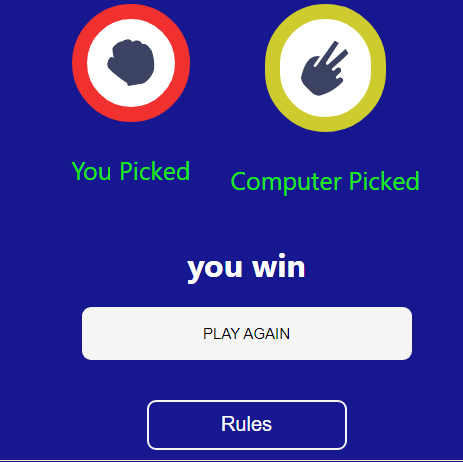 You Picked
Computer Picked
you win
PLAY AGAIN
Rules